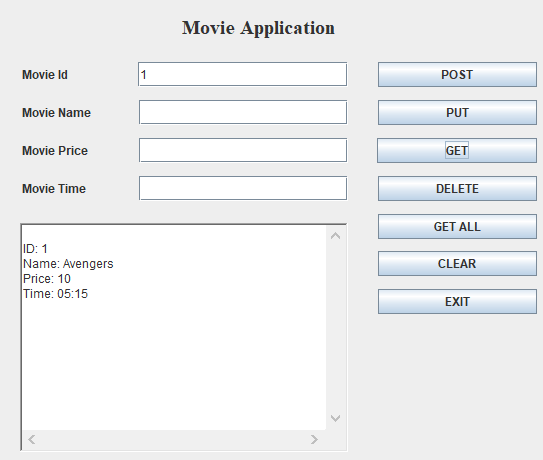 Movie Application
Movie Id 1 POST
Movie Name PUT
Movie Price GET
Movie Time DELETE
GET ALL
CLEAR
EXIT
ID: 1
Name: Avengers
Price: 10
Time: 05:15